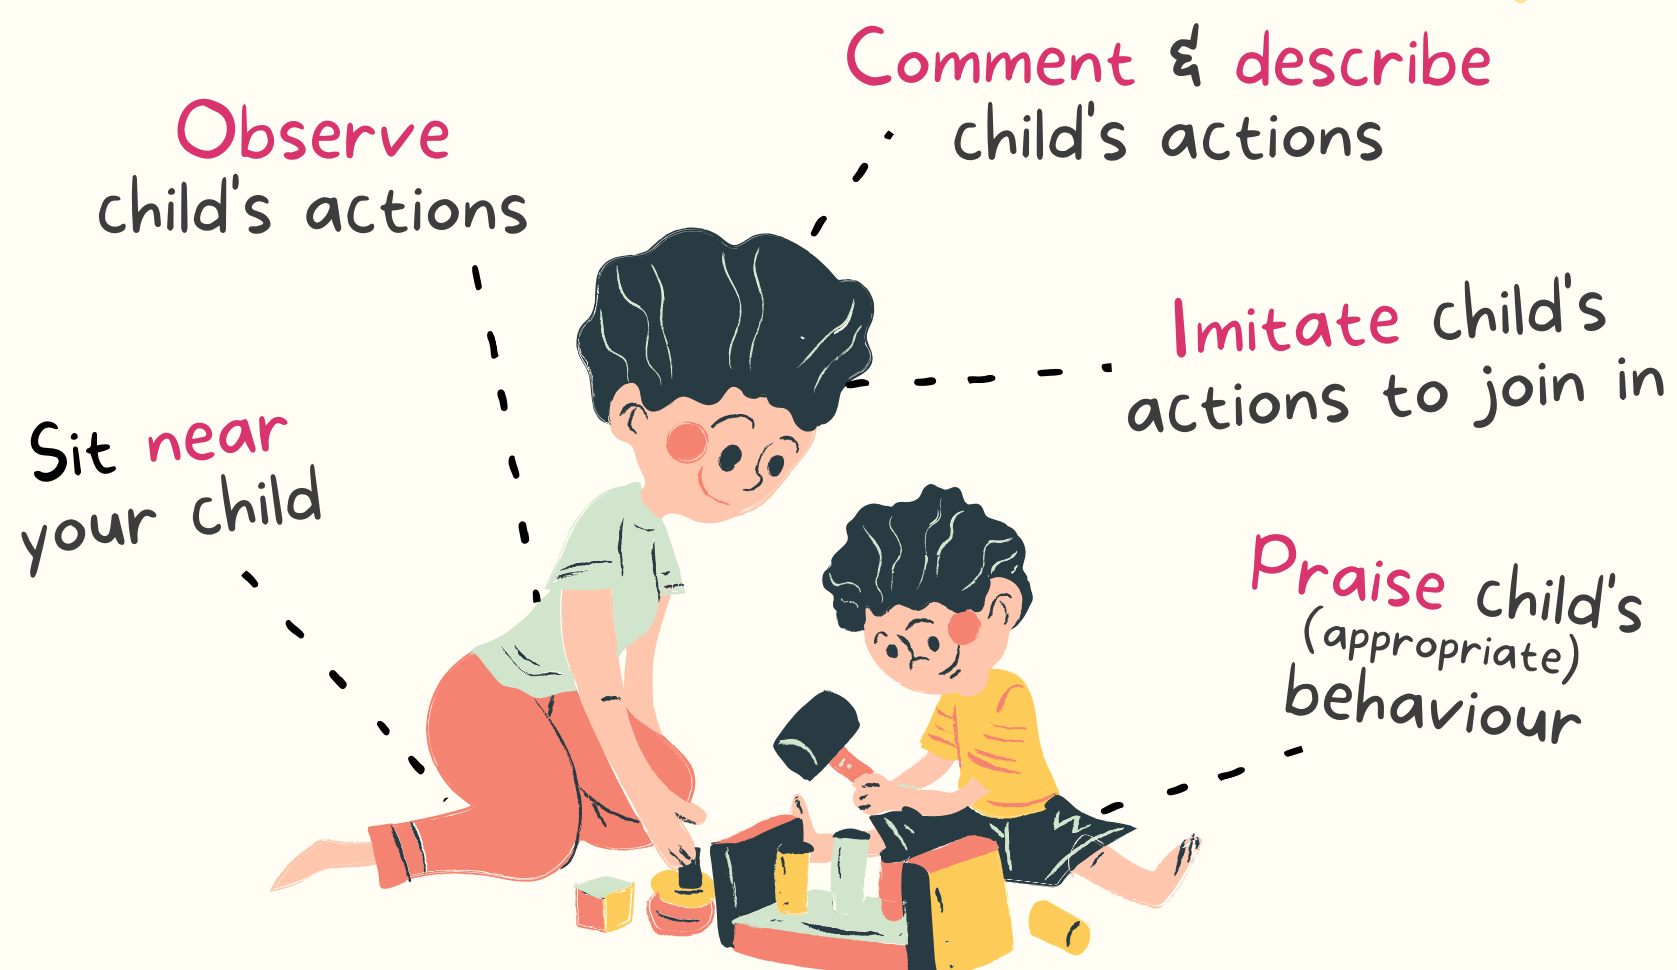 Observe
child's actions
Comment & describe
child's actions
Sit near
your child
Imitate child's
actions to join in
Praise child's
(appropriate)
behaviour